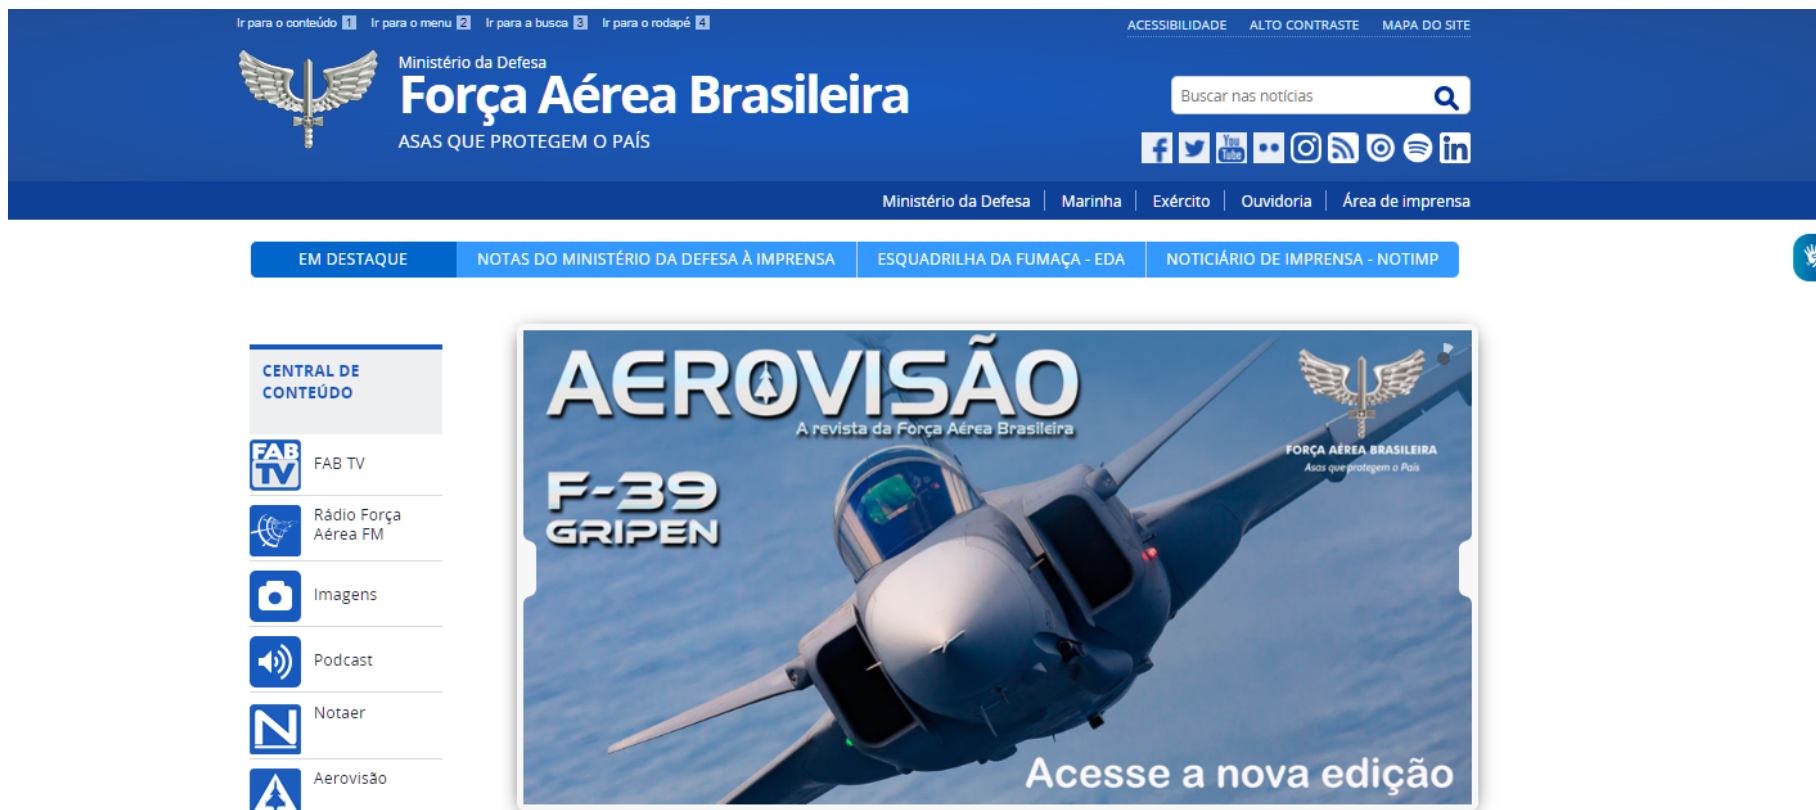 Ir para o conteúdo 1 Ir para o menu 2 Ir para a busca 3 Ir para o rodapé 4
ACESSIBILIDADE ALTO CONTRASTE MAPA DO SITE
Ministério da Defesa
Força Aérea Brasileira
ASAS QUE PROTEGEM O PAÍS
Buscar nas notícias
You Tube
in
Ministério da Defesa Marinha Exército Ouvidoria Área de imprensa
EM DESTAQUE NOTAS DO MINISTÉRIO DA DEFESA À IMPRENSA ESQUADRILHA DA FUMAÇA - EDA NOTICIÁRIO DE IMPRENSA - NOTIMP
CENTRAL DE
CONTEÚDO
FAB TV
FAB TV
Rádio Força
Aérea FM
Imagens
Podcast
N
Notaer
Aerovisão
AEROVISÃO
A revista da Força Aérea Brasileira
F-39
GRIPEN
FORÇA AÉREA BRASILEIRA
Asas que protegem o País
Acesse a nova edição